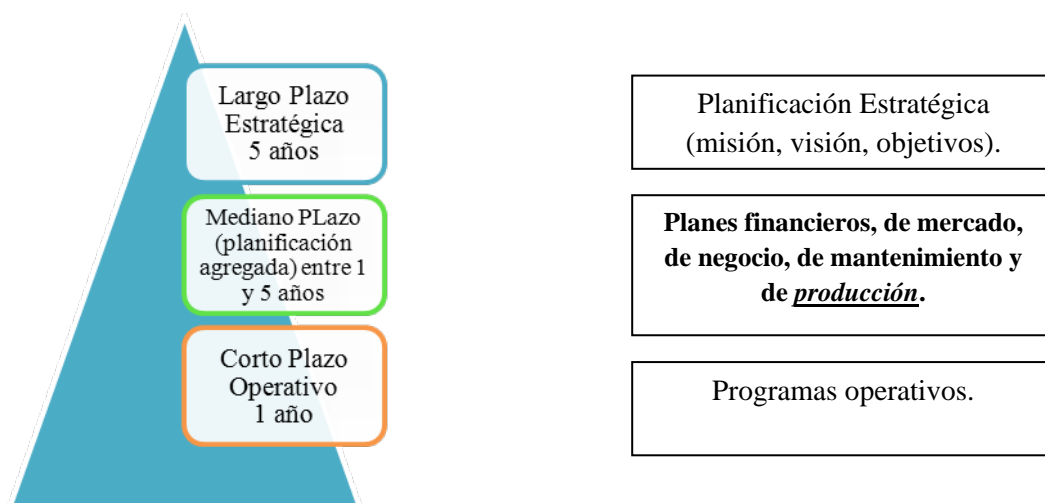 Largo Plazo
Estratégica
5 años
Planificación Estratégica
(misión, visión, objetivos).
Mediano PLazo
(planificación
agregada) entre 1
y 5 años
Planes financieros, de mercado,
de negocio, de mantenimiento y
de producción.
Corto Plazo
Operativo
1 año
Programas operativos.